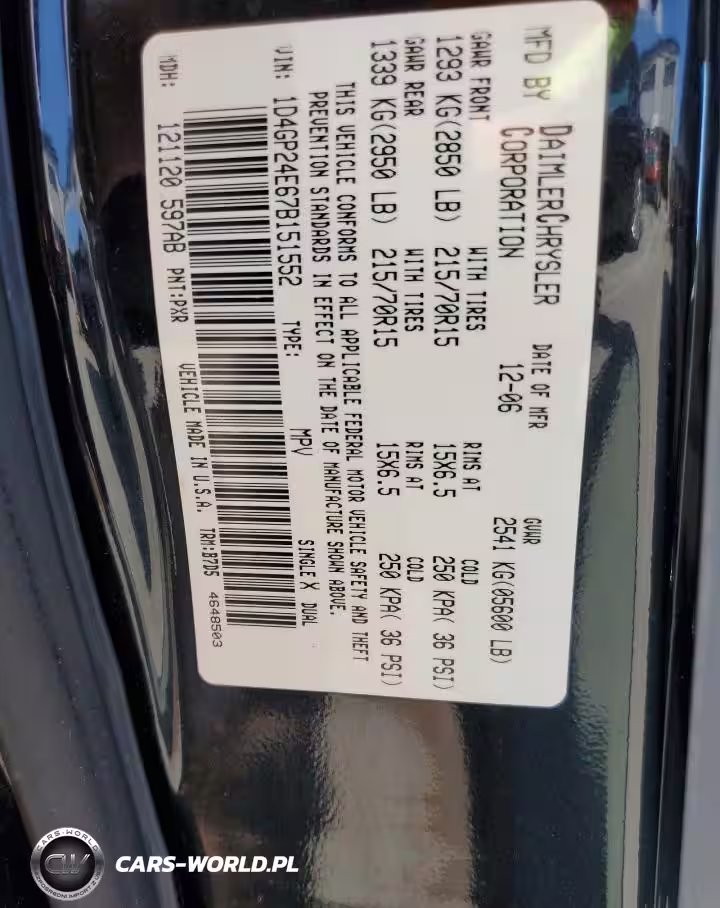 MFD BY DAIMLERCHRYSLER CORPORATION
DATE OF MFR 12-06
GVWR 2541 KG(05600 LB)
GAWR FRONT WITH TIRES RIMS AT COLD
1293 KG(2850 LB) 215/70R15 15X6.5 250 KPA( 36 PSI)
GAWR REAR WITH TIRES RIMS AT COLD
1339 KG(2950 LB) 215/70R15 15X6.5 250 KPA( 36 PSI)
THIS VEHICLE CONFORMS TO ALL APPLICABLE FEDERAL MOTOR VEHICLE SAFETY AND THEFT
PREVENTION STANDARDS IN EFFECT ON THE DATE OF MANUFACTURE SHOWN ABOVE.
VIN: 1D4GP24E67B151552 TYPE: MPV SINGLE X DUAL
MDH: 121120 597AB PNT:PXR VEHICLE MADE IN U.S.A. TRM:B7D5 4648503
CARS-WORLD
CW
CARS-WORLD.PL